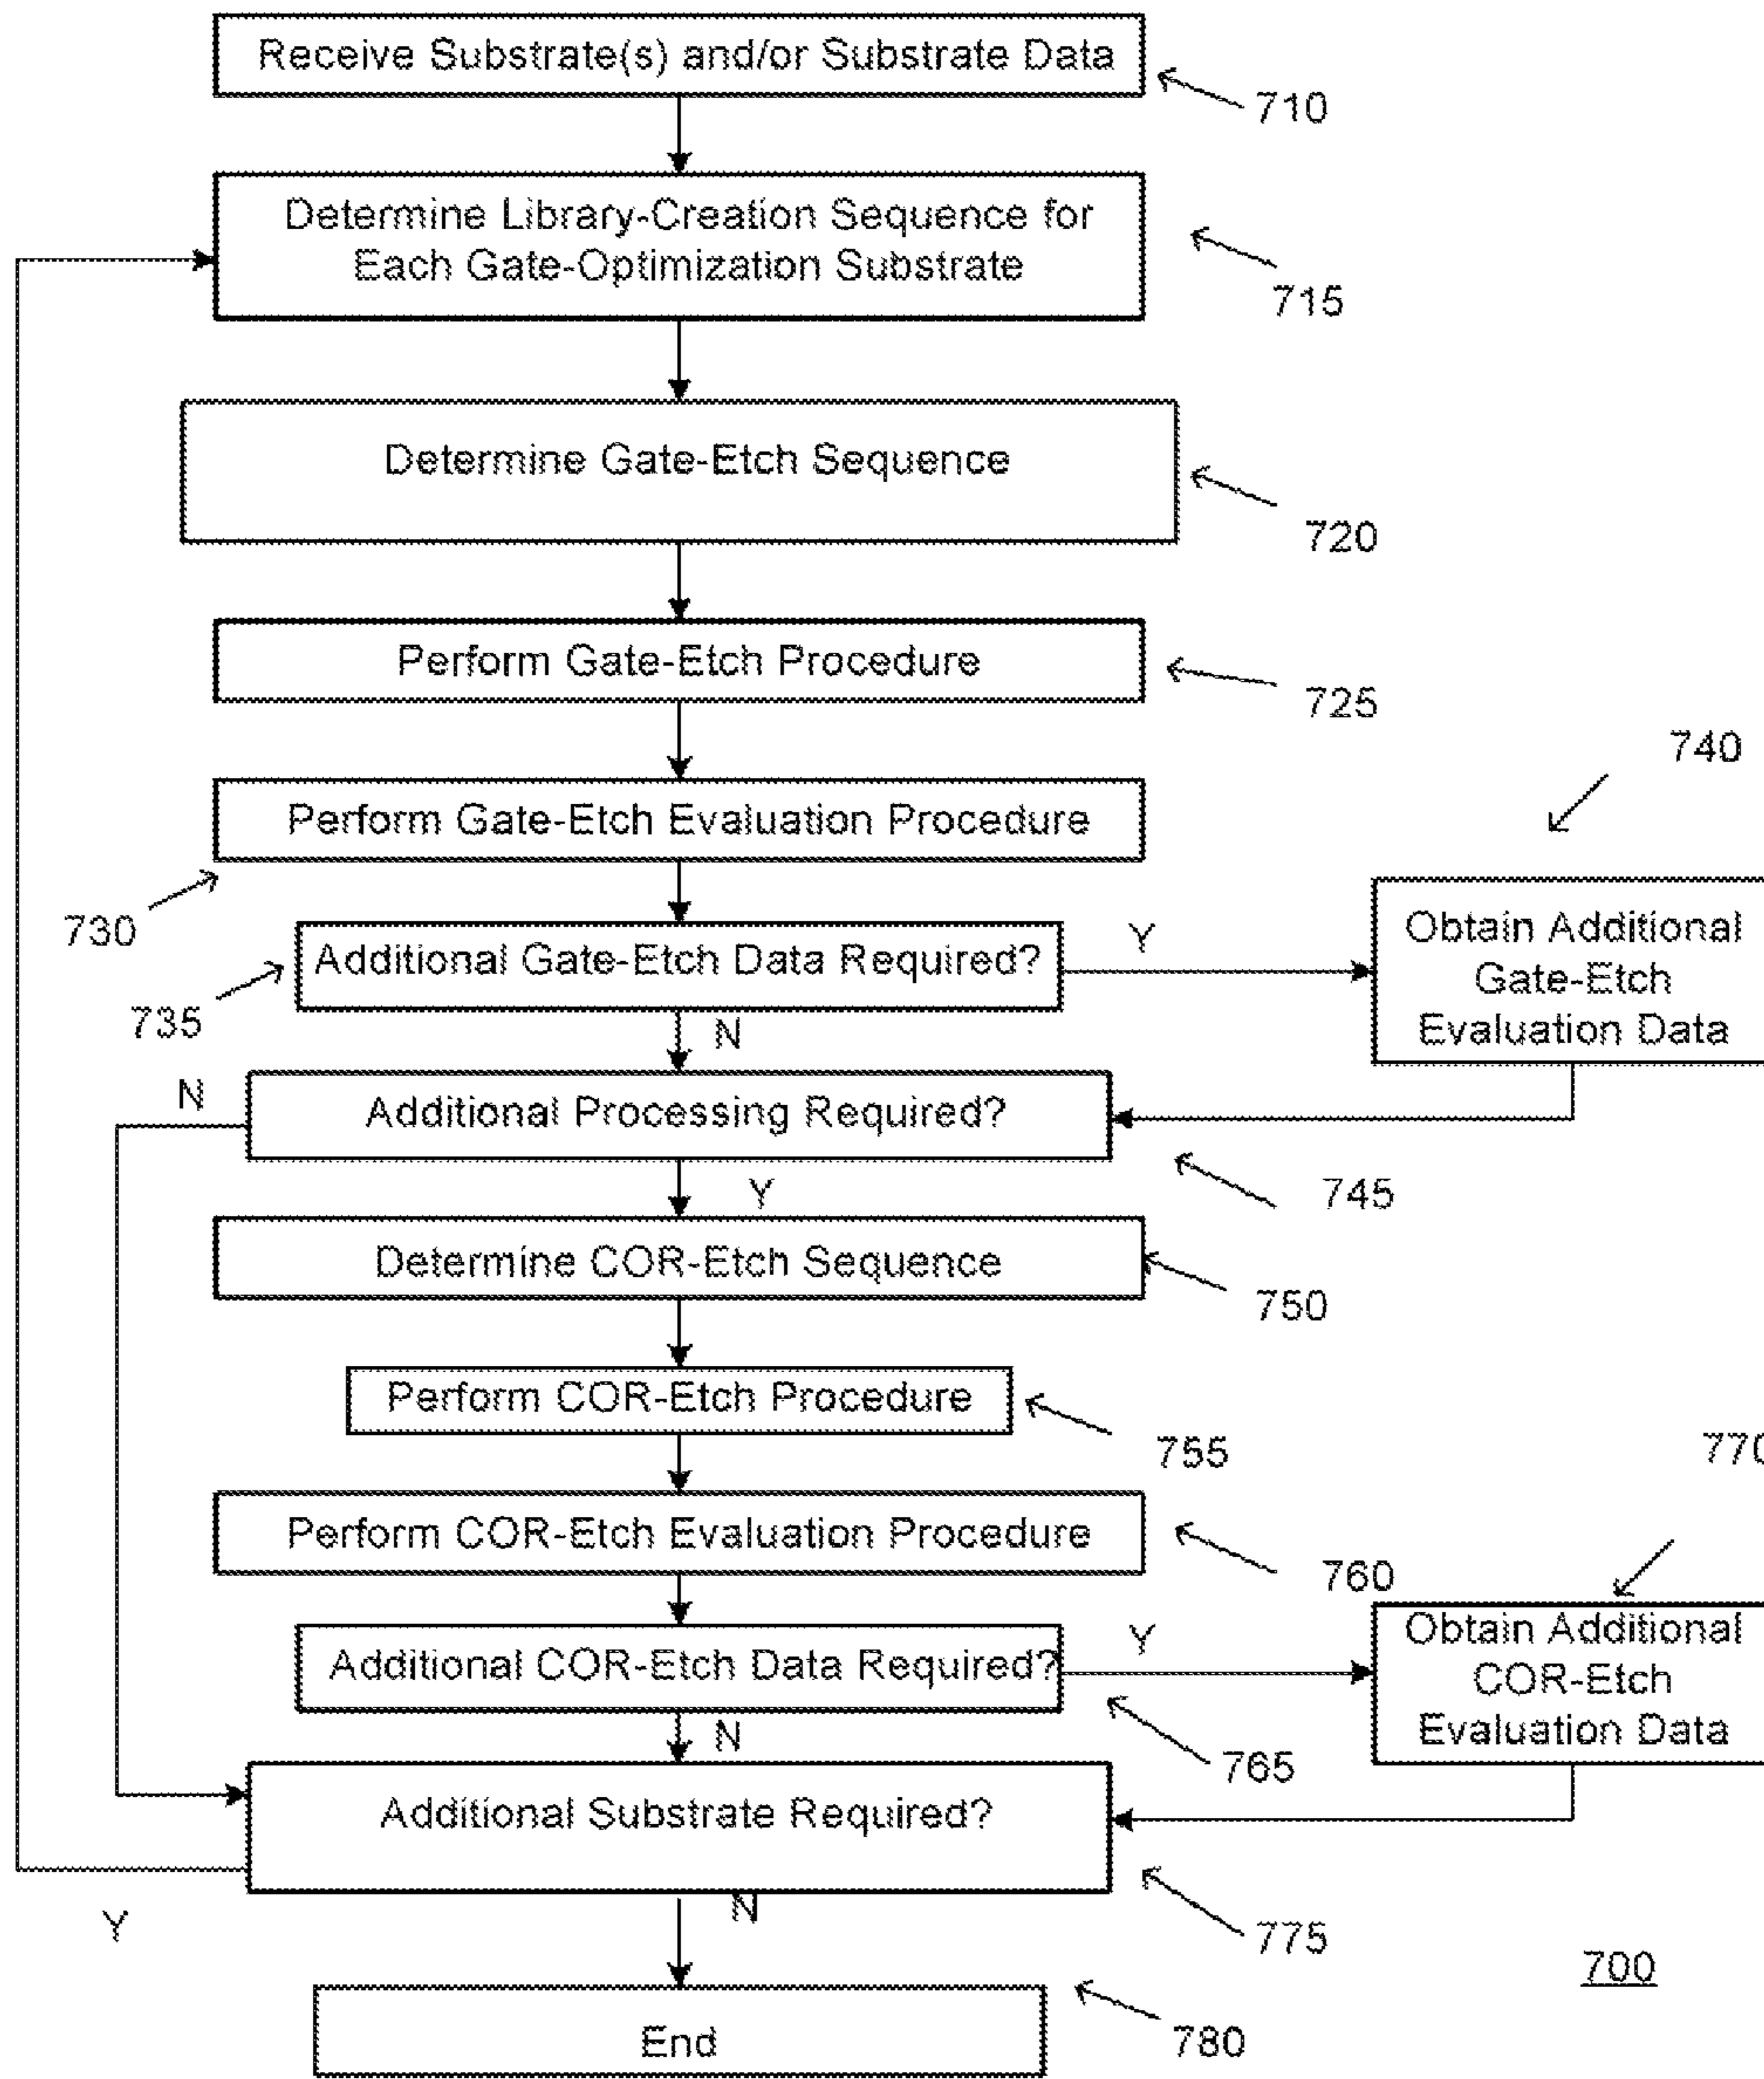 Receive Substrate(s) and/or Substrate Data
710
Determine Library-Creation Sequence for
Each Gate-Optimization Substrate
715
Determine Gate-Etch Sequence
720
Perform Gate-Etch Procedure
725
740
Perform Gate-Etch Evaluation Procedure
730
Additional Gate-Etch Data Required?
735
Y
Obtain Additional
Gate-Etch
Evaluation Data
N
N
Additional Processing Required?
745
Y
Determine COR-Etch Sequence
750
Perform COR-Etch Procedure
755
770
Perform COR-Etch Evaluation Procedure
760
Additional COR-Etch Data Required?
Y
Obtain Additional
COR-Etch
Evaluation Data
765
N
Additional Substrate Required?
775
Y
N
700
End
780